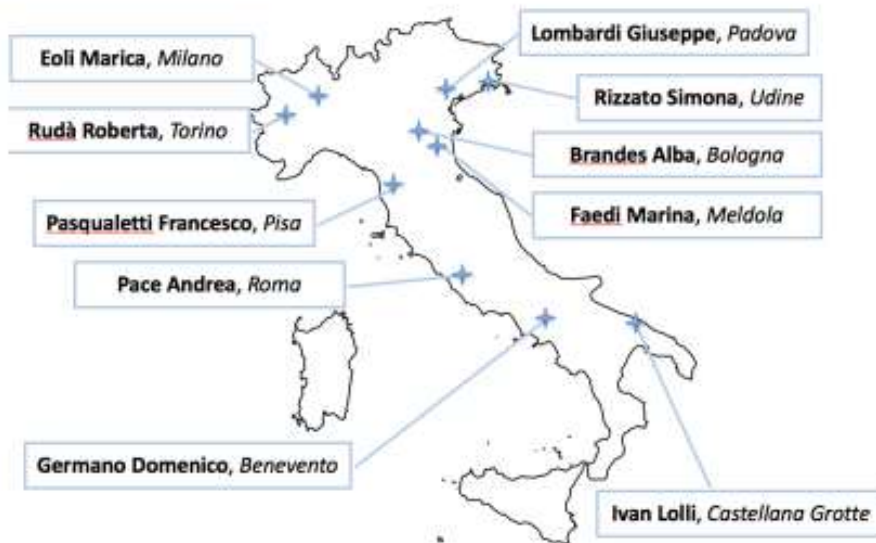 Lombardi Giuseppe, Padova
Eoli Marica, Milano
Rizzato Simona, Udine
Rudà Roberta, Torino
Brandes Alba, Bologna
Faedi Marina, Meldola
Pasqualetti Francesco, Pisa
Pace Andrea, Roma
Germano Domenico, Benevento
Ivan Lolli, Castellana Grotte